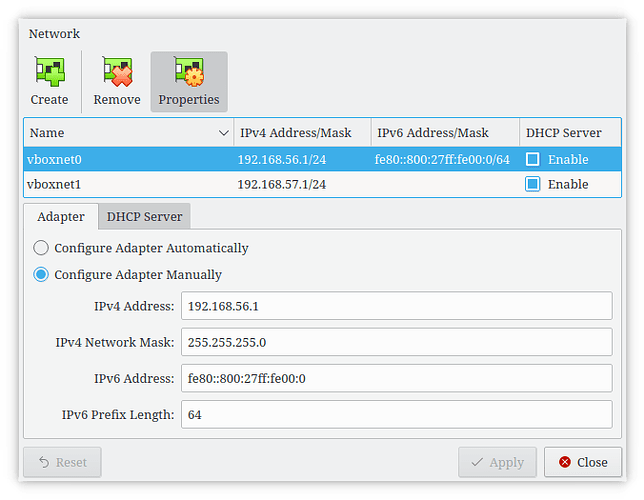 Network
Create Remove Properties
Name IPv4 Address/Mask IPv6 Address/Mask DHCP Server
vboxnet0 192.168.56.1/24 fe80::800:27ff:fe00:0/64 Enable
vboxnet1 192.168.57.1/24 Enable
Adapter DHCP Server
Configure Adapter Automatically
Configure Adapter Manually
IPv4 Address: 192.168.56.1
IPv4 Network Mask: 255.255.255.0
IPv6 Address: fe80::800:27ff:fe00:0
IPv6 Prefix Length: 64
Reset Apply Close